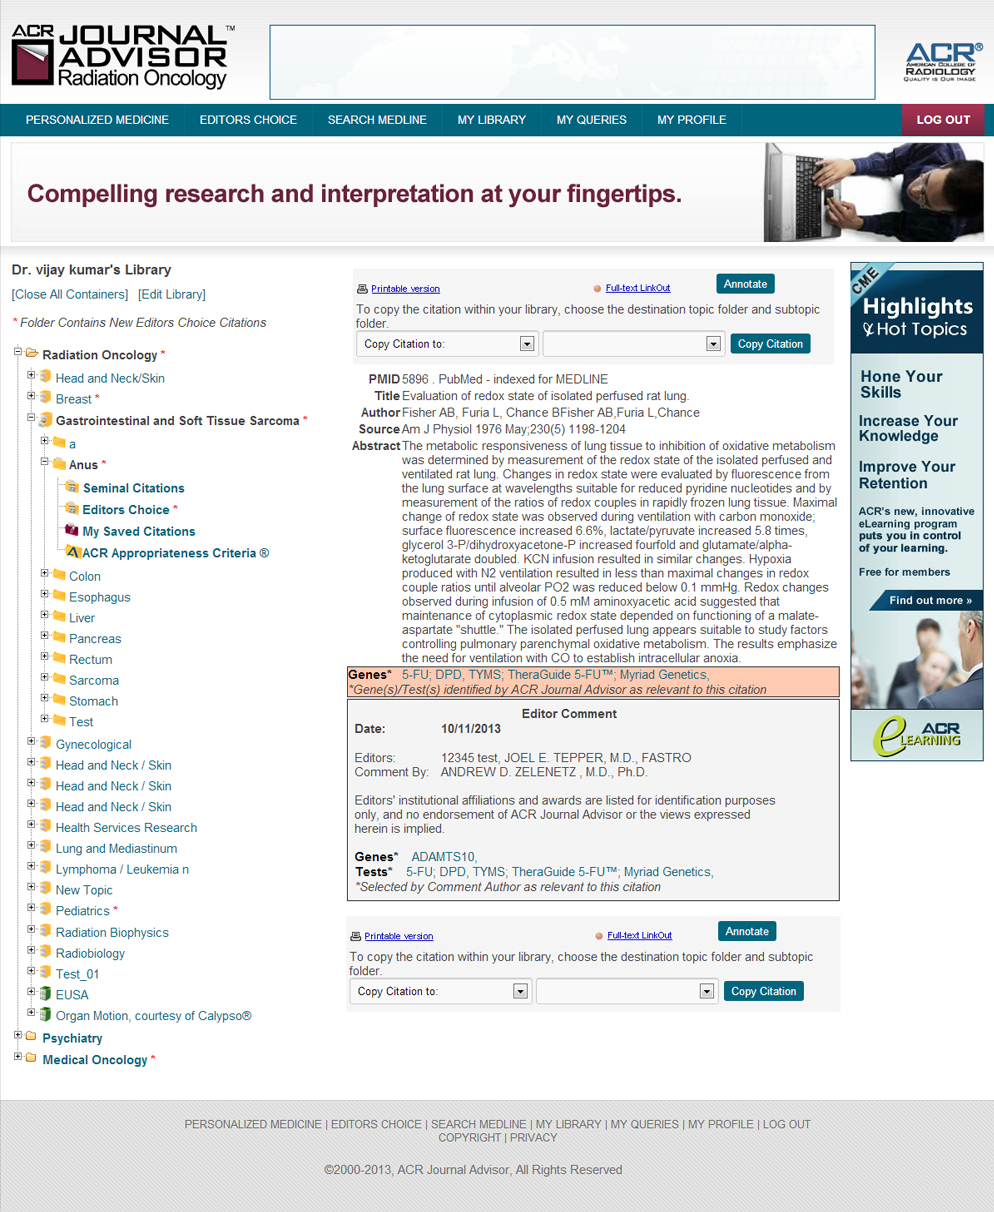 ACR JOURNAL ADVISOR™
Radiation Oncology
ACR®
AMERICAN COLLEGE OF
RADIOLOGY
QUALITY IS OUR IMAGE
PERSONALIZED MEDICINE EDITORS CHOICE SEARCH MEDLINE MY LIBRARY MY QUERIES MY PROFILE LOG OUT
Compelling research and interpretation at your fingertips.
Dr. vijay kumar's Library
[Close All Containers] [Edit Library]
* Folder Contains New Editors Choice Citations
Radiation Oncology *
Head and Neck/Skin
Breast *
Gastrointestinal and Soft Tissue Sarcoma *
a
Anus *
Seminal Citations
Editors Choice *
My Saved Citations
ACR Appropriateness Criteria ®
Colon
Esophagus
Liver
Pancreas
Rectum
Sarcoma
Stomach
Test
Gynecological
Head and Neck / Skin
Head and Neck / Skin
Head and Neck / Skin
Health Services Research
Lung and Mediastinum
Lymphoma / Leukemia n
New Topic
Pediatrics *
Radiation Biophysics
Radiobiology
Test_01
EUSA
Organ Motion, courtesy of Calypso®
Psychiatry
Medical Oncology *
Printable version Full-text LinkOut Annotate
To copy the citation within your library, choose the destination topic folder and subtopic
folder.
Copy Citation to: Copy Citation
PMID 5896 . PubMed - indexed for MEDLINE
Title Evaluation of redox state of isolated perfused rat lung.
Author Fisher AB, Furia L, Chance BFisher AB,Furia L,Chance
Source Am J Physiol 1976 May;230(5) 1198-1204
Abstract The metabolic responsiveness of lung tissue to inhibition of oxidative metabolism
was determined by measurement of the redox state of the isolated perfused and
ventilated rat lung. Changes in redox state were evaluated by fluorescence from
the lung surface at wavelengths suitable for reduced pyridine nucleotides and by
measurement of the ratios of redox couples in rapidly frozen lung tissue. Maximal
change of redox state was observed during ventilation with carbon monoxide;
surface fluorescence increased 6.6%, lactate/pyruvate increased 5.8 times,
glycerol 3-P/dihydroxyacetone-P increased fourfold and glutamate/alpha-
ketoglutarate doubled. KCN infusion resulted in similar changes. Hypoxia
produced with N2 ventilation resulted in less than maximal changes in redox
couple ratios until alveolar PO2 was reduced below 0.1 mmHg. Redox changes
observed during infusion of 0.5 mM aminoxyacetic acid suggested that
maintenance of cytoplasmic redox state depended on functioning of a malate-
aspartate "shuttle." The isolated perfused lung appears suitable to study factors
controlling pulmonary parenchymal oxidative metabolism. The results emphasize
the need for ventilation with CO to establish intracellular anoxia.
Genes* 5-FU; DPD, TYMS; TheraGuide 5-FU™; Myriad Genetics,
*Gene(s)/Test(s) identified by ACR Journal Advisor as relevant to this citation
Editor Comment
Date: 10/11/2013
Editors: 12345 test, JOEL E. TEPPER, M.D., FASTRO
Comment By: ANDREW D. ZELENETZ , M.D., Ph.D.
Editors' institutional affiliations and awards are listed for identification purposes
only, and no endorsement of ACR Journal Advisor or the views expressed
herein is implied.
Genes* ADAMTS10,
Tests* 5-FU; DPD, TYMS; TheraGuide 5-FU™; Myriad Genetics,
*Selected by Comment Author as relevant to this citation
Printable version Full-text LinkOut Annotate
To copy the citation within your library, choose the destination topic folder and subtopic
folder.
Copy Citation to: Copy Citation
CME
Highlights
& Hot Topics
Hone Your
Skills
Increase Your
Knowledge
Improve Your
Retention
ACR's new, innovative
eLearning program
puts you in control
of your learning.
Free for members
Find out more »
ACR
eLEARNING
PERSONALIZED MEDICINE | EDITORS CHOICE | SEARCH MEDLINE | MY LIBRARY | MY QUERIES | MY PROFILE | LOG OUT
COPYRIGHT | PRIVACY
©2000-2013, ACR Journal Advisor, All Rights Reserved